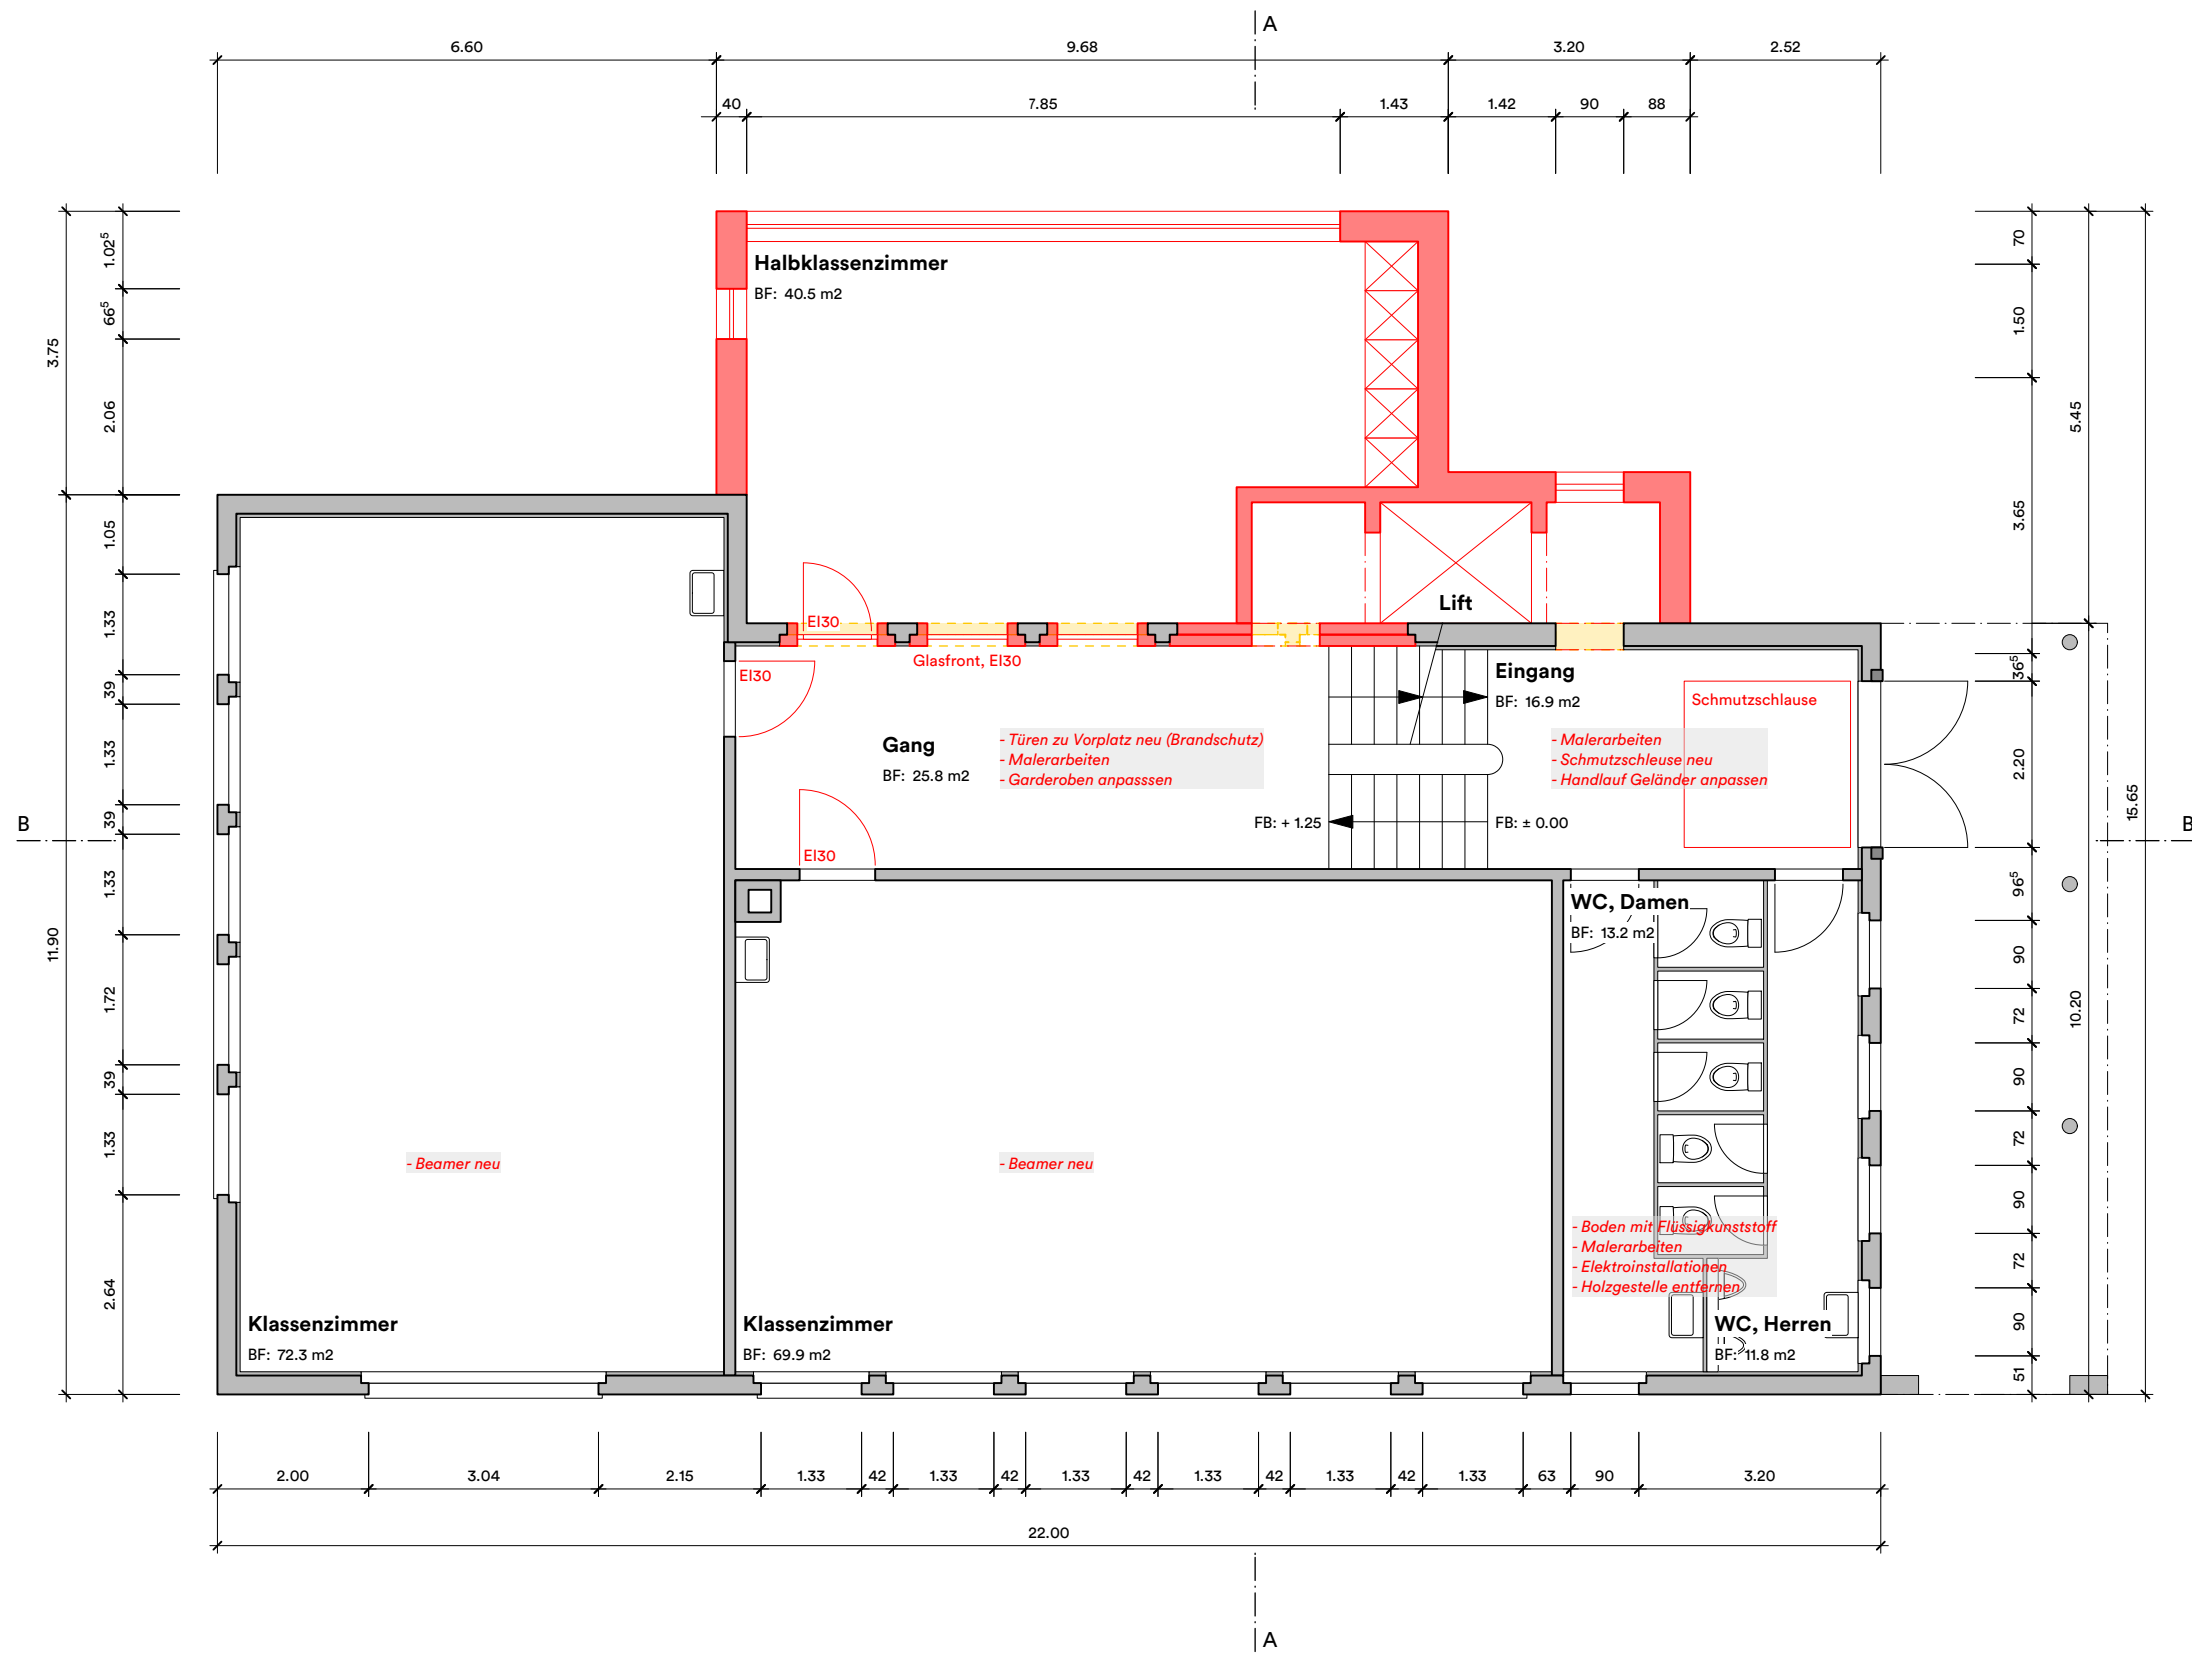 A
6.60
9.68
3.20
2.52
40
7.85
1.43
1.42
90
88
3.75
11.90
1.02⁵
66⁵
2.06
1.05
1.33
39
1.33
39
1.33
1.72
39
1.33
2.64
Halbklassenzimmer
BF: 40.5 m2
Lift
EI30
Glasfront, EI30
EI30
Eingang
BF: 16.9 m2
Schmutzschlause
Gang
BF: 25.8 m2
- Türen zu Vorplatz neu (Brandschutz)
- Malerarbeiten
- Garderoben anpasssen
- Malerarbeiten
- Schmutzschleuse neu
- Handlauf Geländer anpassen
FB: + 1.25
FB: ± 0.00
EI30
B
B
WC, Damen
BF: 13.2 m2
- Beamer neu
- Beamer neu
- Boden mit Flüssigkunststoff
- Malerarbeiten
- Elektroinstallationen
- Holzgestelle entfernen
Klassenzimmer
BF: 72.3 m2
Klassenzimmer
BF: 69.9 m2
WC, Herren
BF: 11.8 m2
70
1.50
3.65
36⁵
2.20
96⁵
90
72
90
72
90
72
90
51
5.45
10.20
15.65
2.00
3.04
2.15
1.33
42
1.33
42
1.33
42
1.33
42
1.33
42
1.33
63
90
3.20
22.00
A